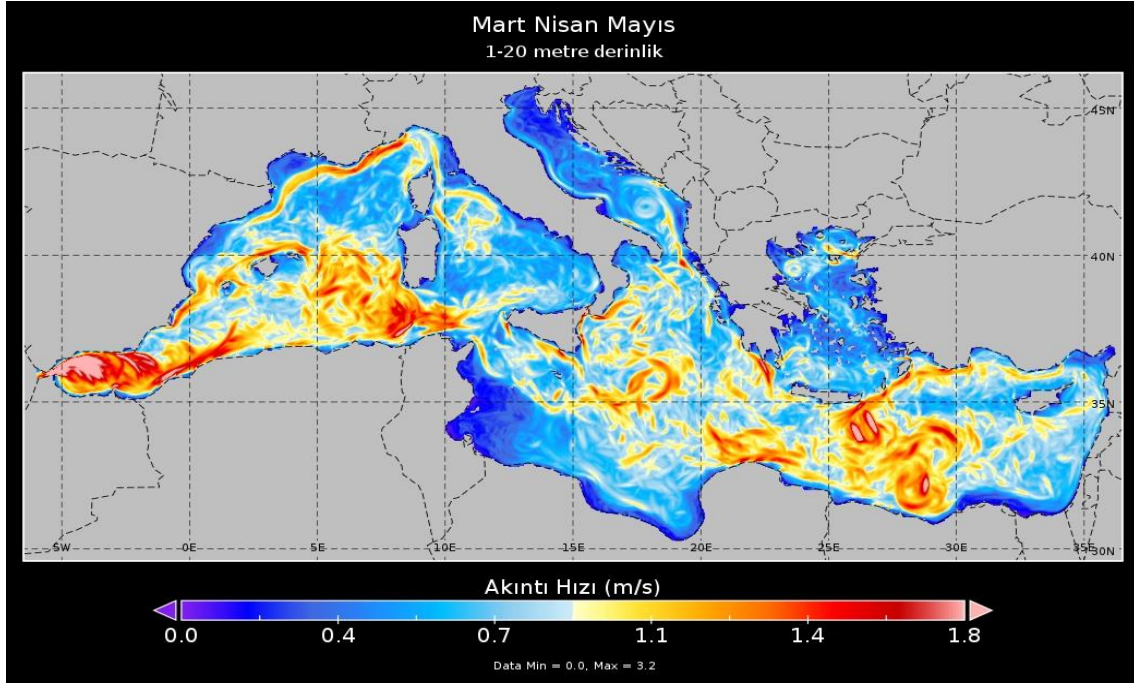 Mart Nisan Mayıs
1-20 metre derinlik
45N
40N
35N
5W 0E 5E 10E 15E 20E 25E 30E 35E
30N
Akıntı Hızı (m/s)
0.0 0.4 0.7 1.1 1.4 1.8
Data Min = 0.0, Max = 3.2